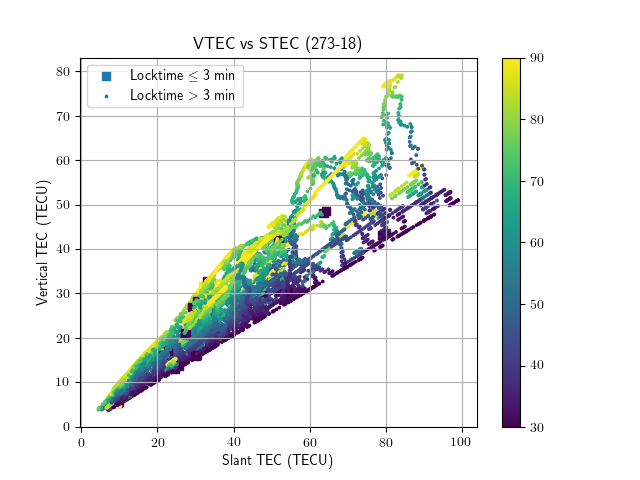 VTEC vs STEC (273-18)
Locktime ≤ 3 min
Locktime > 3 min
Vertical TEC (TECU)
80
70
60
50
40
30
20
10
0
0 20 40 60 80 100
Slant TEC (TECU)
90
80
70
60
50
40
30